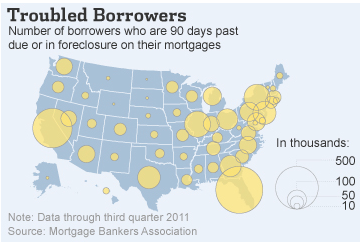 Troubled Borrowers
Number of borrowers who are 90 days past
due or in foreclosure on their mortgages
In thousands:
500
100
50
10
Note: Data through third quarter 2011
Source: Mortgage Bankers Association